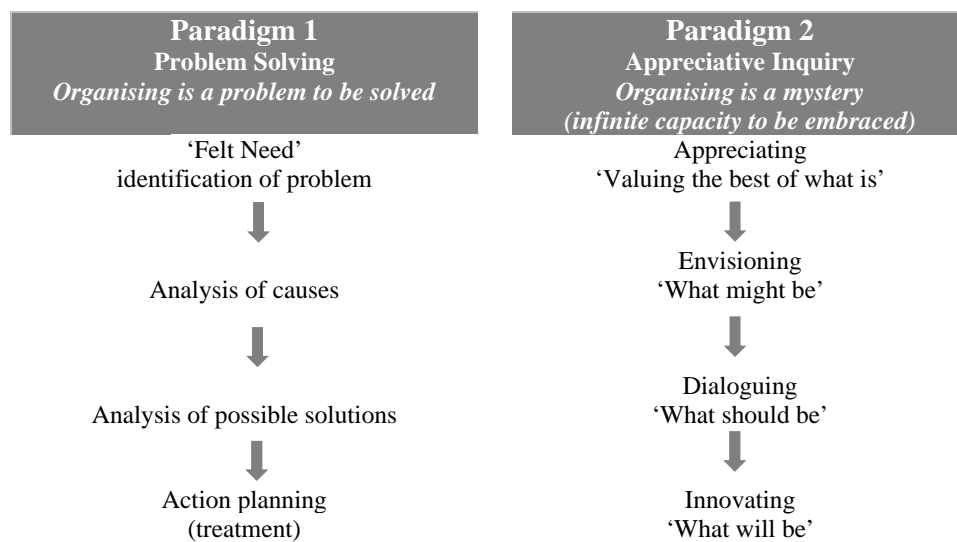 Paradigm 1
Problem Solving
Organising is a problem to be solved
‘Felt Need’
identification of problem
Analysis of causes
Analysis of possible solutions
Action planning
(treatment)
Paradigm 2
Appreciative Inquiry
Organising is a mystery
(infinite capacity to be embraced)
Appreciating
‘Valuing the best of what is’
Envisioning
‘What might be’
Dialoguing
‘What should be’
Innovating
‘What will be’